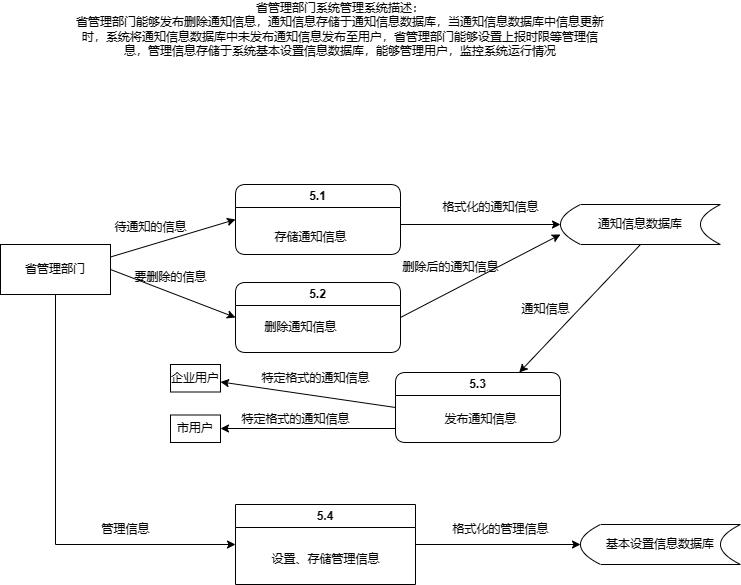 省管理部门系统管理系统描述：
省管理部门能够发布删除通知信息，通知信息存储于通知信息数据库，当通知信息数据库中信息更新
时，系统将通知信息数据库中未发布通知信息发布至用户，省管理部门能够设置上报时限等管理信
息，管理信息存储于系统基本设置信息数据库，能够管理用户，监控系统运行情况
5.1
存储通知信息
待通知的信息
格式化的通知信息
通知信息数据库
省管理部门
要删除的信息
删除后的通知信息
5.2
删除通知信息
通知信息
企业用户
特定格式的通知信息
5.3
发布通知信息
市用户
特定格式的通知信息
管理信息
5.4
设置、存储管理信息
格式化的管理信息
基本设置信息数据库